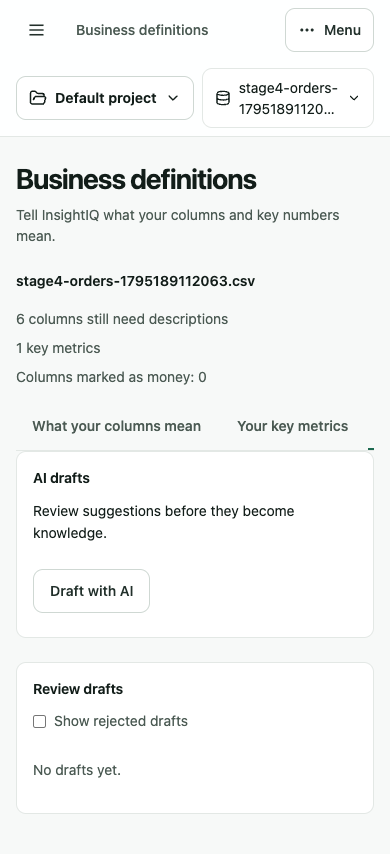 Business definitions
Menu
Default project
stage4-orders-
17951891120...
Business definitions
Tell InsightIQ what your columns and key numbers
mean.
stage4-orders-1795189112063.csv
6 columns still need descriptions
1 key metrics
Columns marked as money: 0
What your columns mean
Your key metrics
AI drafts
Review suggestions before they become
knowledge.
Draft with AI
Review drafts
Show rejected drafts
No drafts yet.